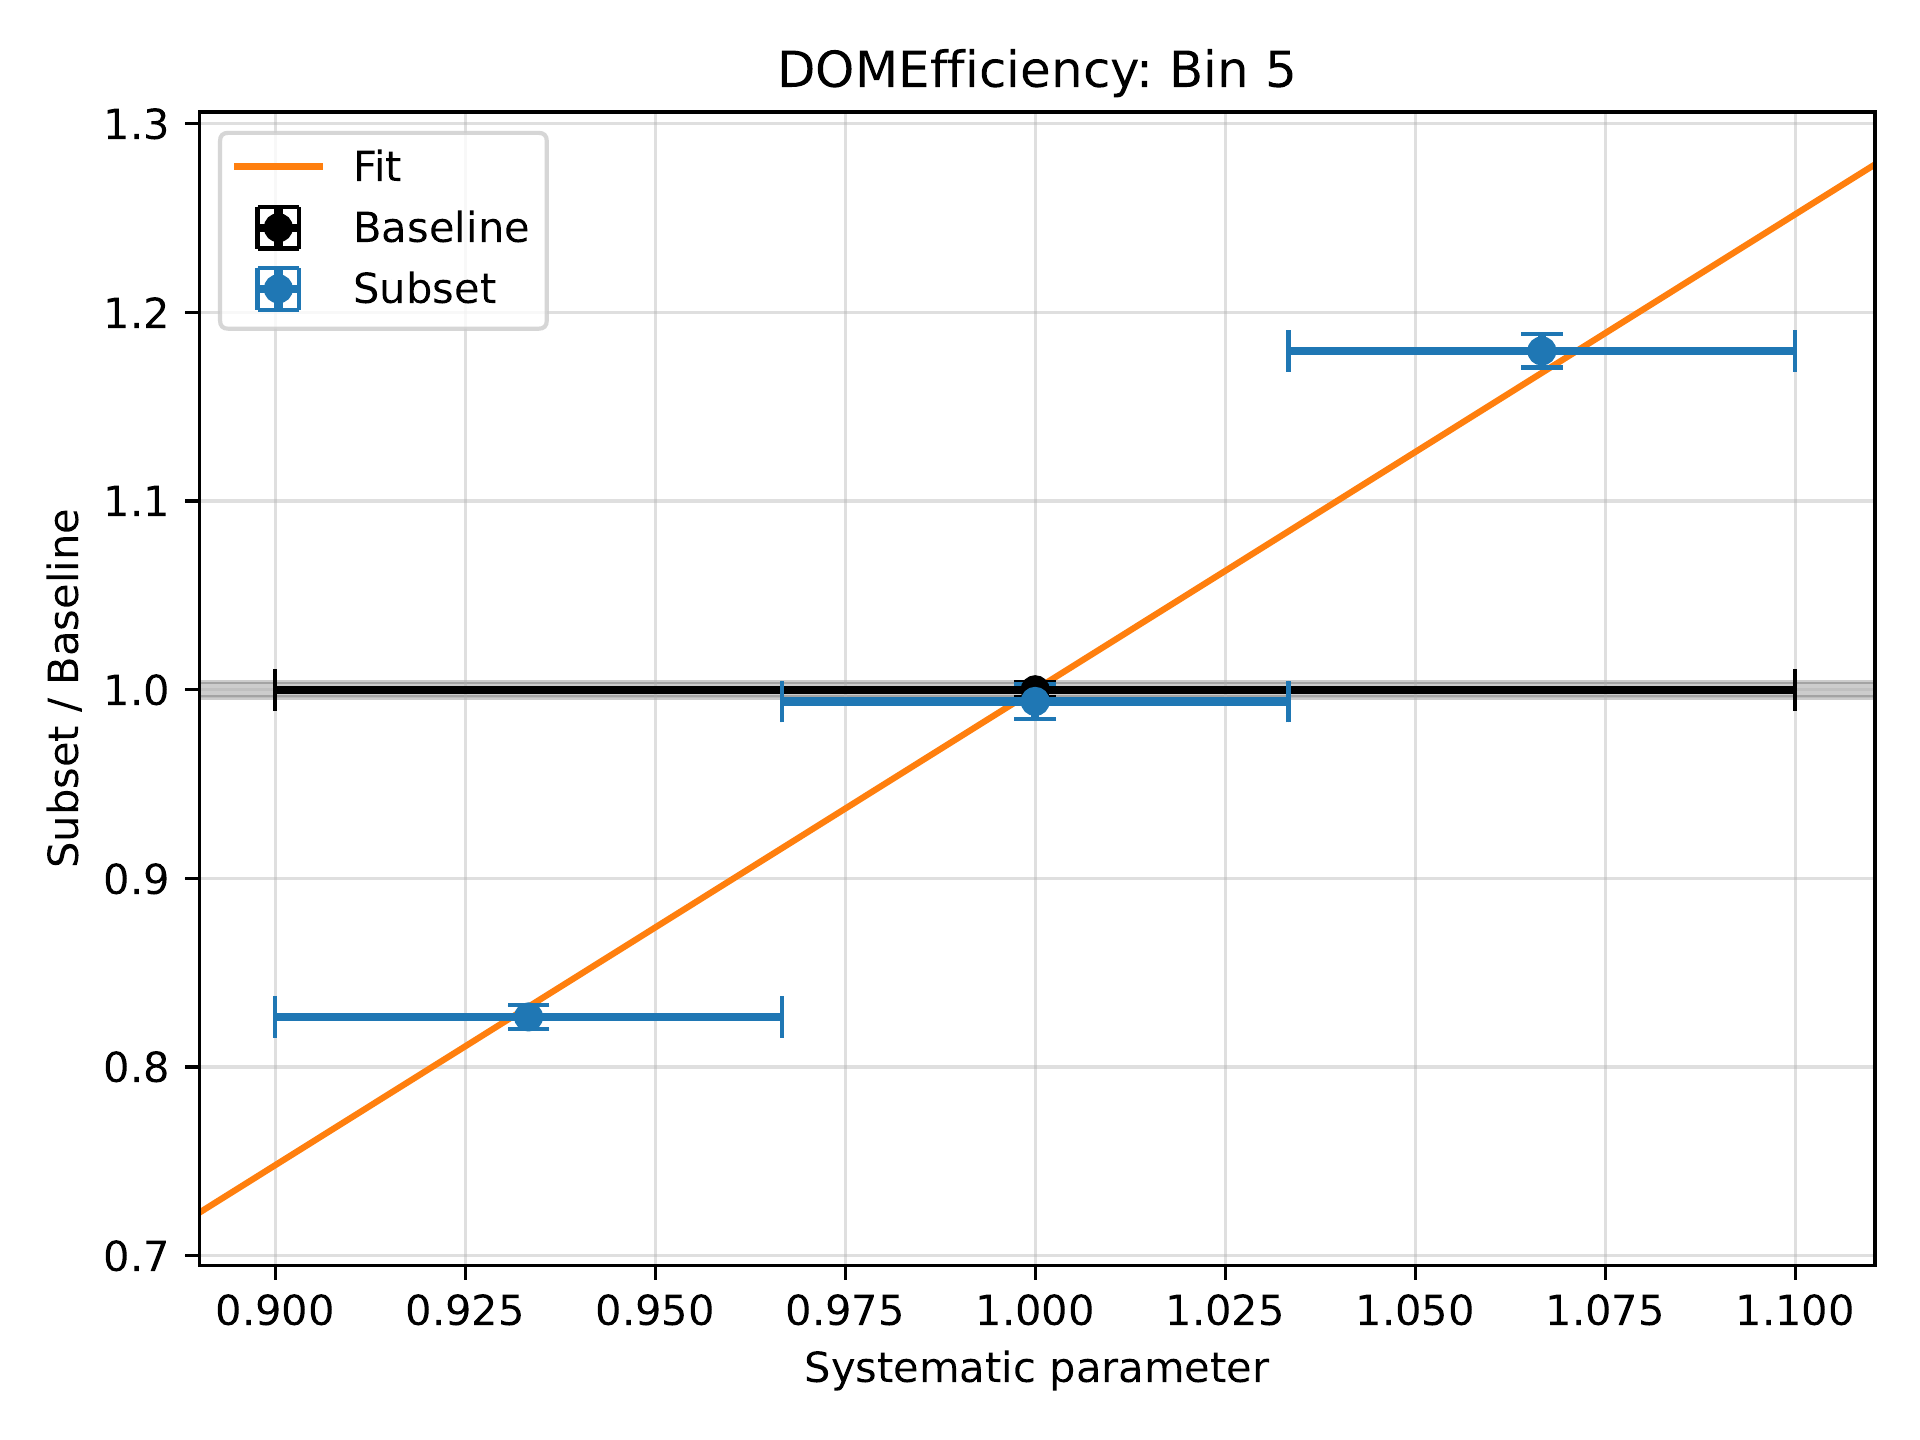 DOMEfficiency: Bin 5
Fit
Baseline
Subset
Subset / Baseline
1.3
1.2
1.1
1.0
0.9
0.8
0.7
0.900 0.925 0.950 0.975 1.000 1.025 1.050 1.075 1.100
Systematic parameter